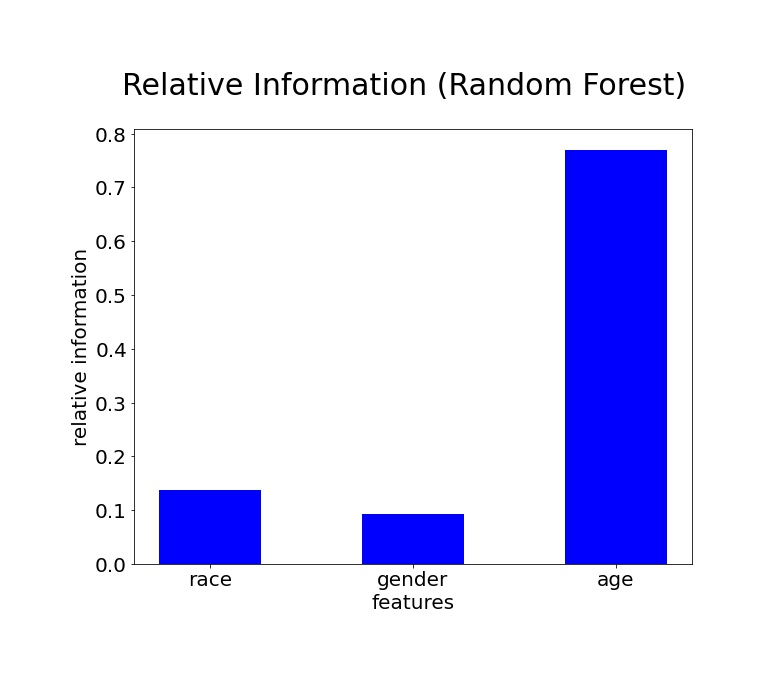 Relative Information (Random Forest)
0.8
0.7
0.6
0.5
0.4
0.3
0.2
0.1
0.0
relative information
race gender age
features